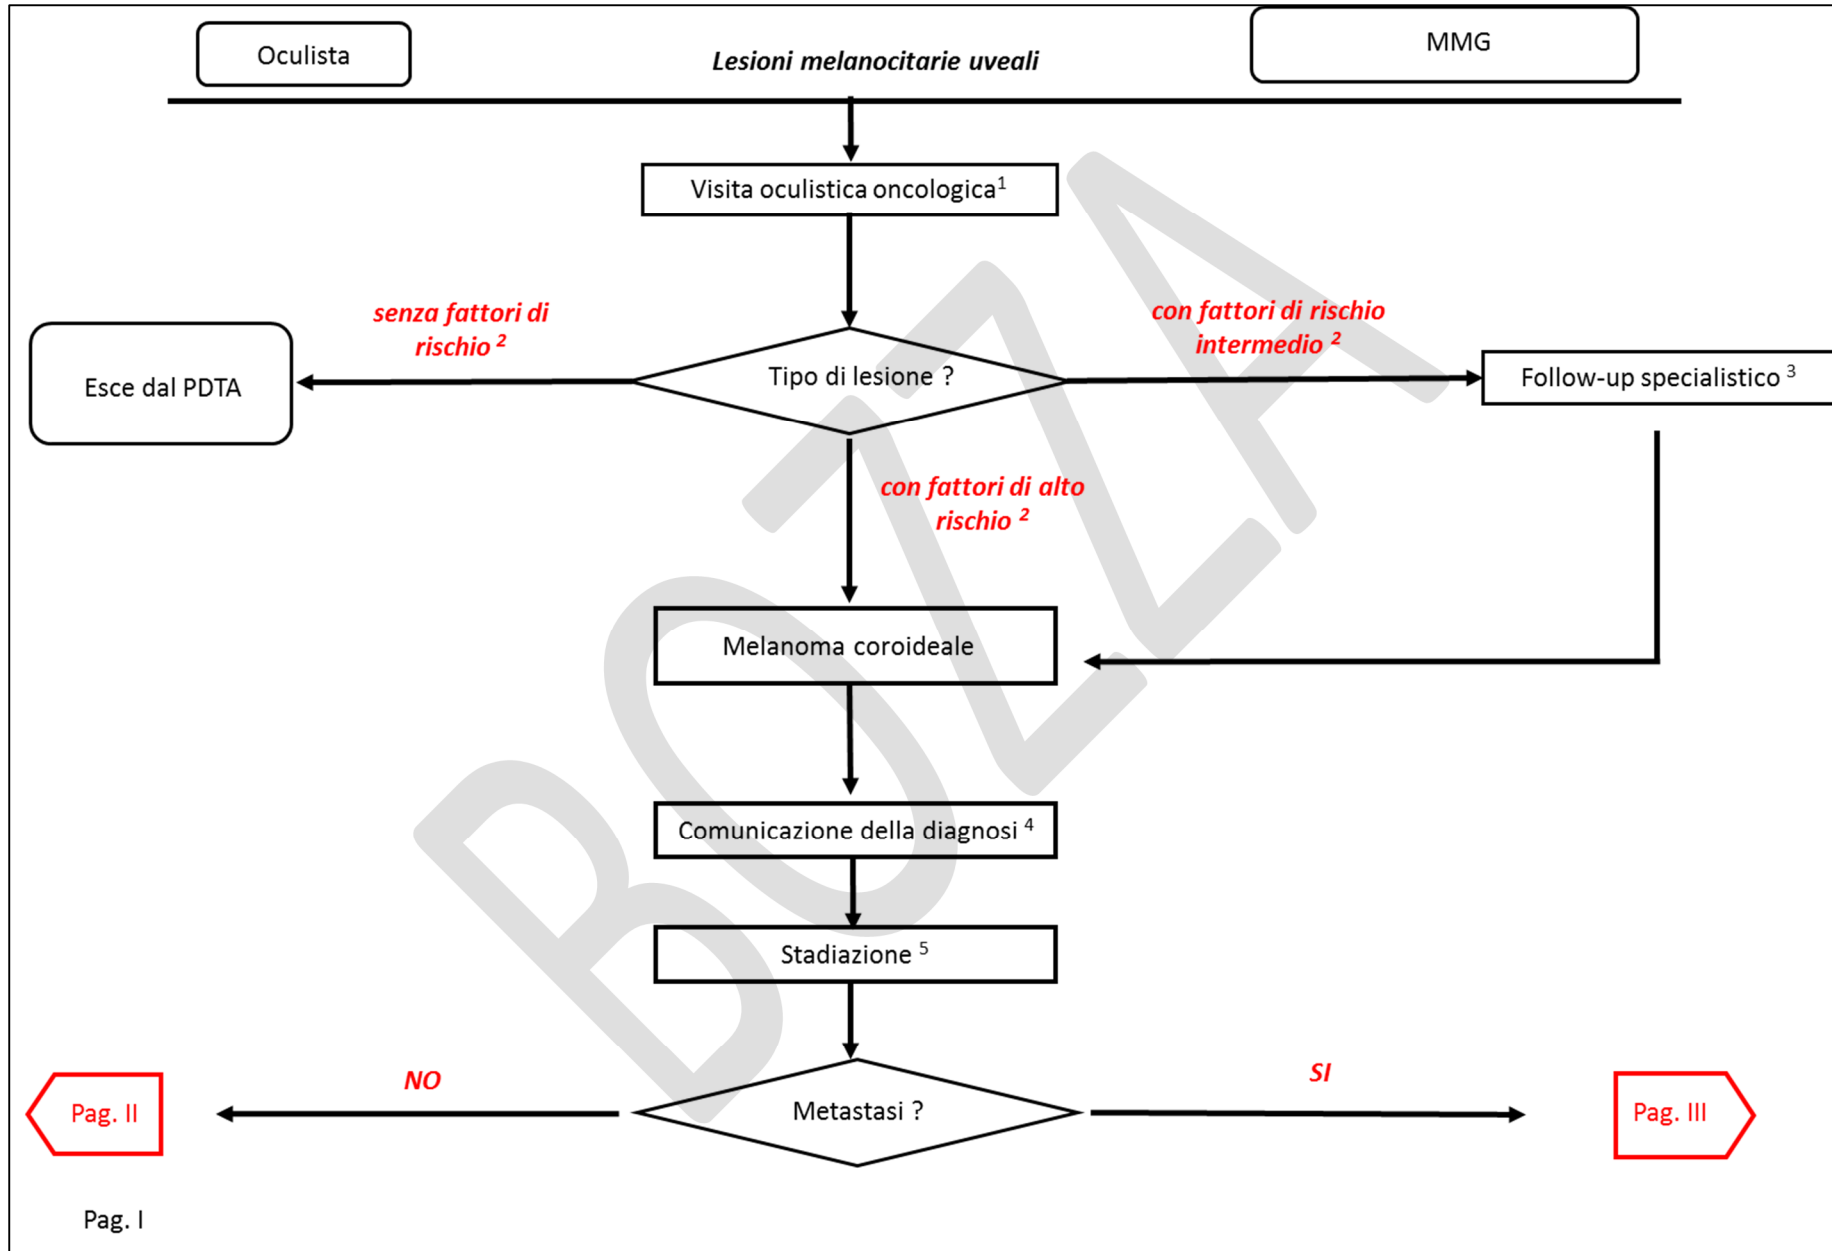 Oculista
Lesioni melanocitarie uveali
MMG
Visita oculistica oncologica¹
senza fattori di
rischio ²
con fattori di rischio
intermedio ²
Esce dal PDTA
Tipo di lesione ?
Follow-up specialistico ³
con fattori di alto
rischio ²
Melanoma coroideale
Comunicazione della diagnosi ⁴
Stadiazione ⁵
NO
SI
Pag. II
Metastasi ?
Pag. III
Pag. I
BOZZA